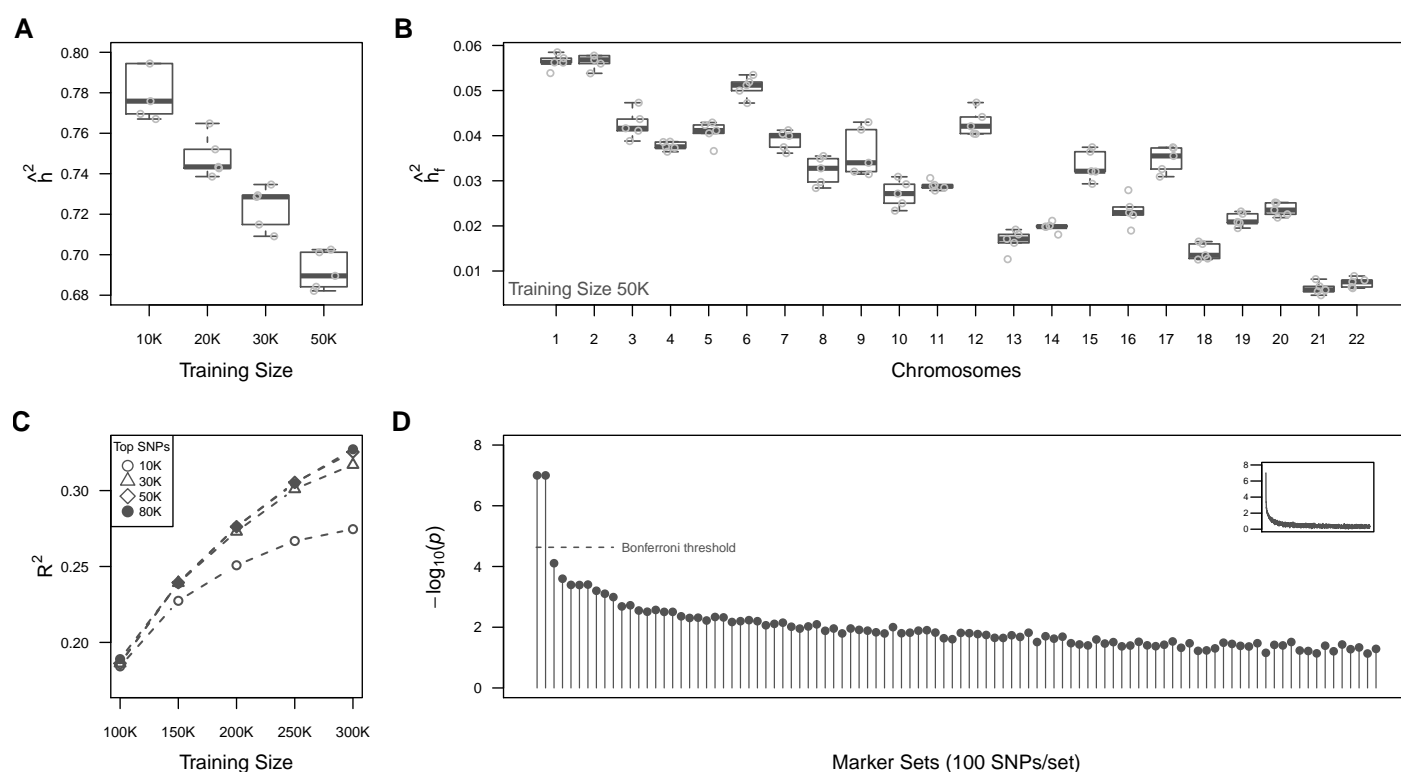 A
ĥ²
0.80
0.78
0.76
0.74
0.72
0.70
0.68
10K 20K 30K 50K
Training Size
B
ĥ²f
0.06
0.05
0.04
0.03
0.02
0.01
Training Size 50K
1 2 3 4 5 6 7 8 9 10 11 12 13 14 15 16 17 18 19 20 21 22
Chromosomes
C
R²
0.30
0.25
0.20
Top SNPs
10K
30K
50K
80K
100K 150K 200K 250K 300K
Training Size
D
−log₁₀(p)
8
6
4
2
0
Bonferroni threshold
8
6
4
2
0
Marker Sets (100 SNPs/set)